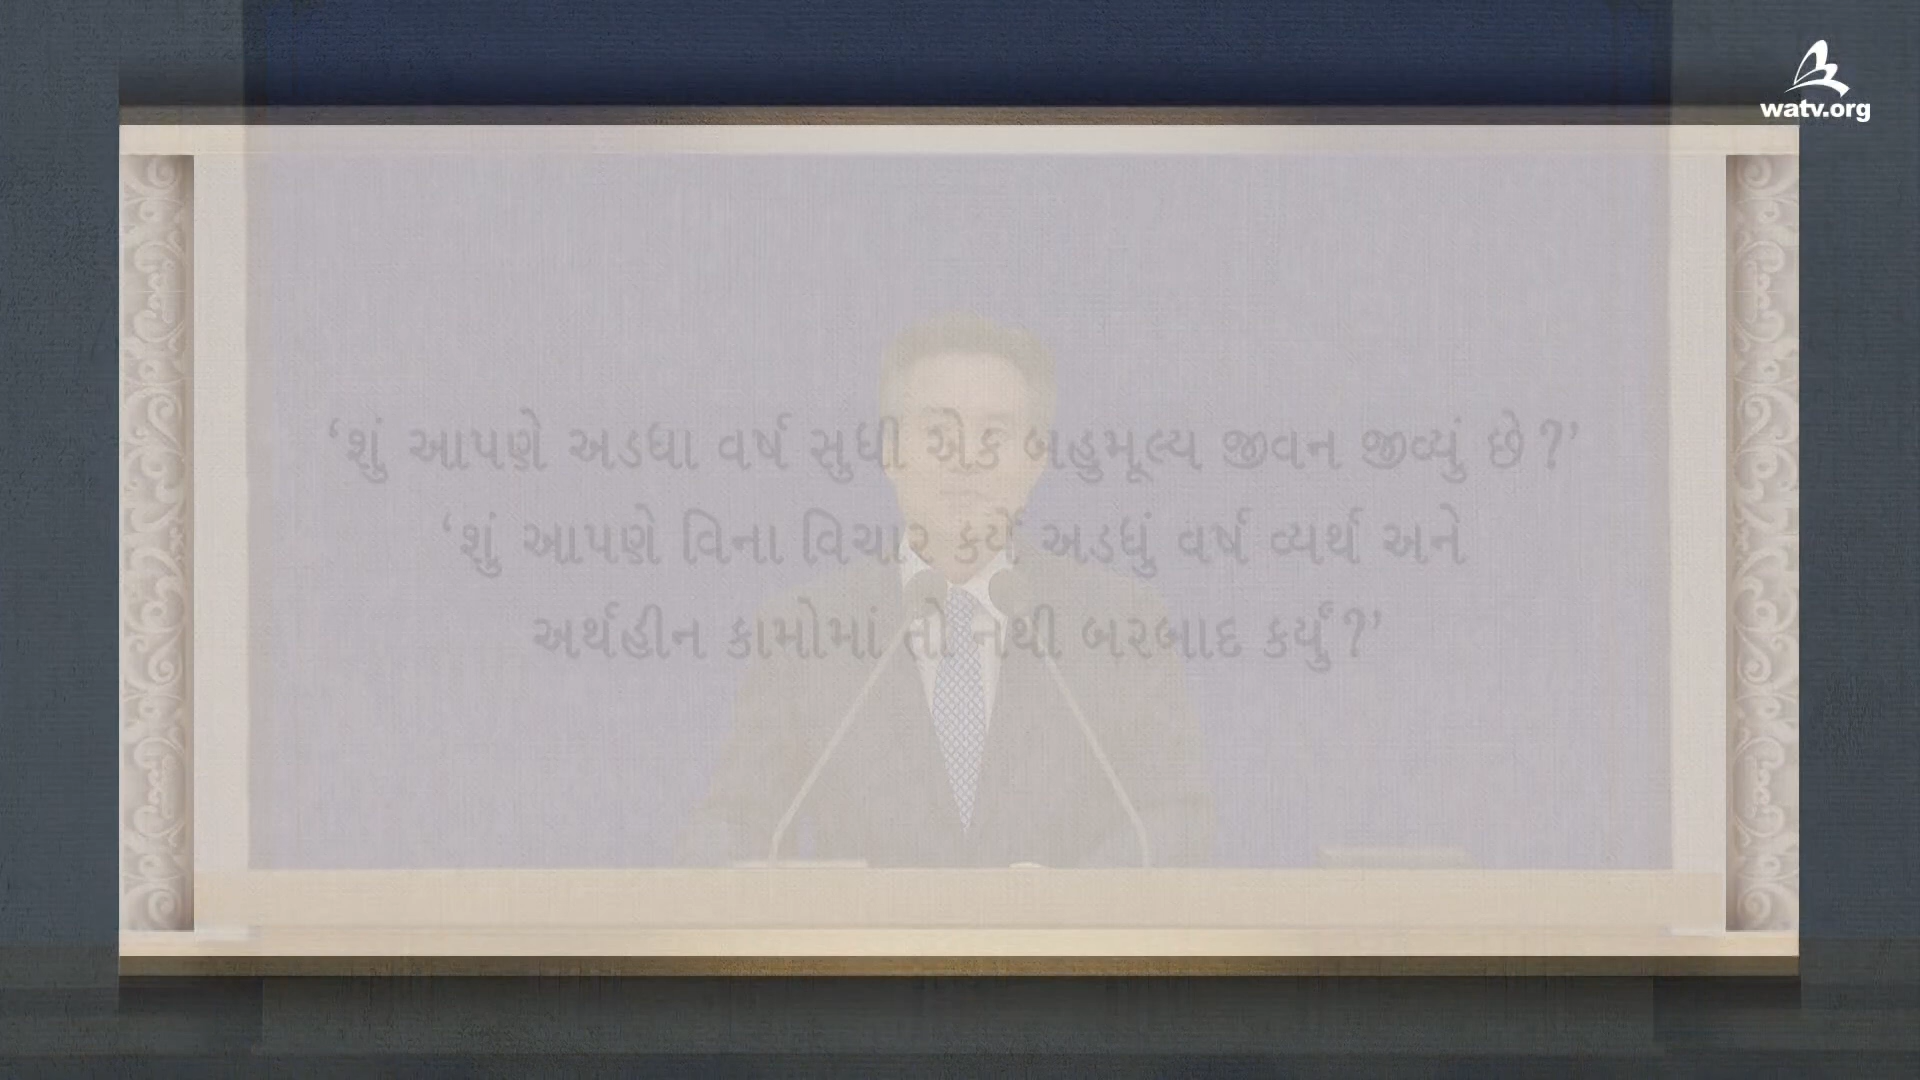 watv.org
‘શું આપણે અડધા વર્ષ સુધી એક બહુમૂલ્ય જીવન જીવ્યું છે?’
‘શું આપણે વિના વિચાર કર્યે અડધું વર્ષ વ્યર્થ અને
અર્થહીન કામોમાં તો નથી બરબાદ કર્યું?’